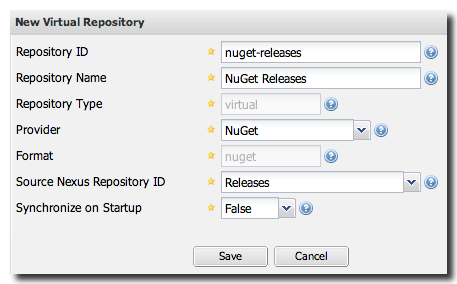 New Virtual Repository
Repository ID nuget-releases
Repository Name NuGet Releases
Repository Type virtual
Provider NuGet
Format nuget
Source Nexus Repository ID Releases
Synchronize on Startup False
Save Cancel